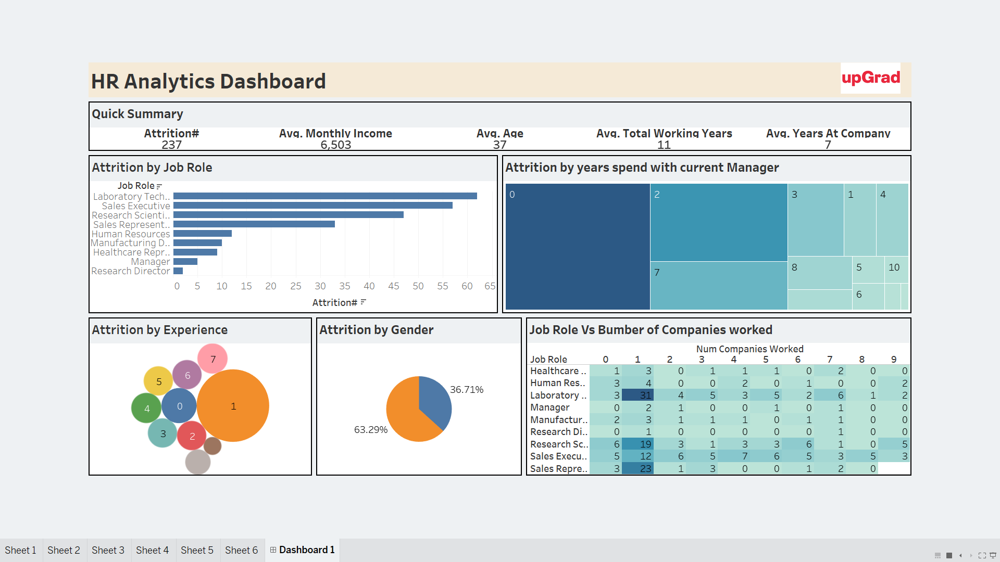 HR Analytics Dashboard
upGrad
Quick Summary
Attrition# Avg. Monthly Income Avg. Age Avg. Total Working Years Avg. Years At Company
237 6,503 37 11 7
Attrition by Job Role
Job Role
Laboratory Tech..
Sales Executive
Research Scienti..
Sales Represent..
Human Resources
Manufacturing D..
Healthcare Repr..
Manager
Research Director
0 5 10 15 20 25 30 35 40 45 50 55 60 65
Attrition#
Attrition by years spend with current Manager
0 2 3 1 4
8 5 10
7
6
Attrition by Experience
7
6
5
0 1
4
3 2
Attrition by Gender
36.71%
63.29%
Job Role Vs Bumber of Companies worked
Num Companies Worked
Job Role 0 1 2 3 4 5 6 7 8 9
Healthcare .. 1 3 0 1 1 1 0 2 0 0
Human Res.. 3 4 0 0 2 0 1 0 0 2
Laboratory .. 3 31 4 5 3 5 2 6 1 2
Manager 0 2 1 0 0 1 0 1 0 0
Manufactur.. 2 3 1 1 1 0 1 1 0 0
Research Di.. 0 1 0 0 0 0 0 1 0 0
Research Sc.. 6 19 3 1 3 3 6 1 0 5
Sales Execu.. 5 12 6 5 7 6 5 3 5 3
Sales Repre.. 3 23 1 3 0 0 1 2 0
Sheet 1 Sheet 2 Sheet 3 Sheet 4 Sheet 5 Sheet 6 Dashboard 1